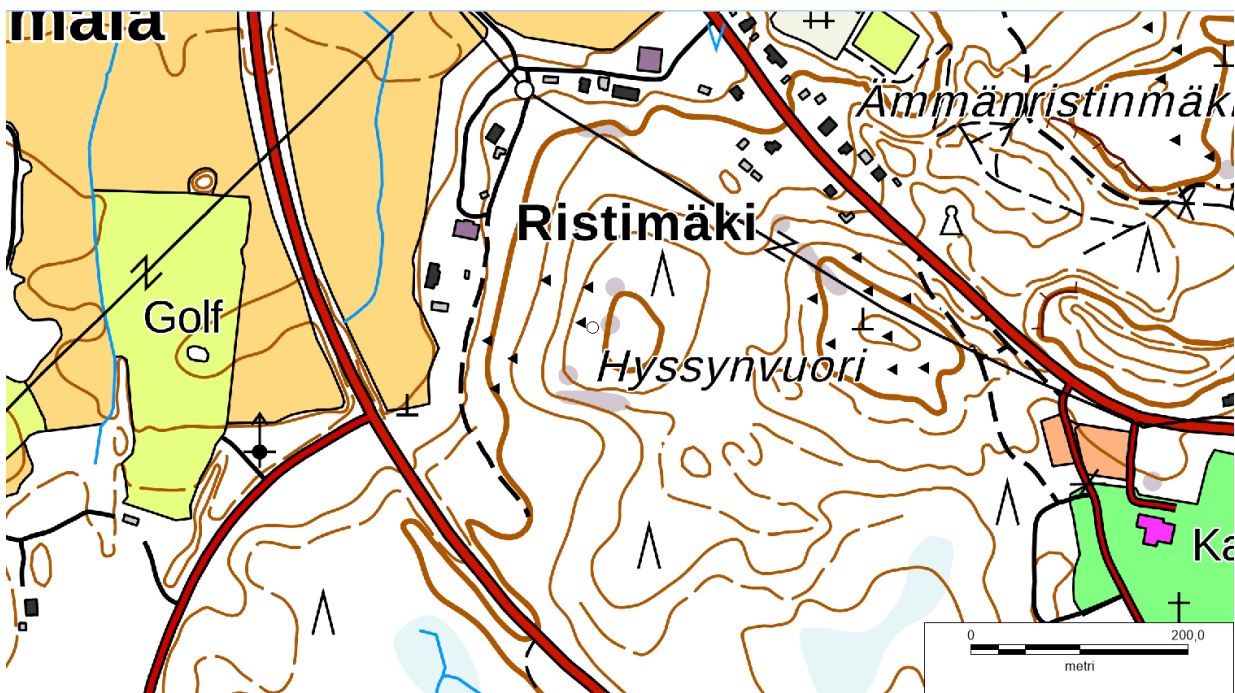 mala
Ämmänristinmäki
Ristimäki
Golf
Hyssynvuori
Ka
0 200,0
metri